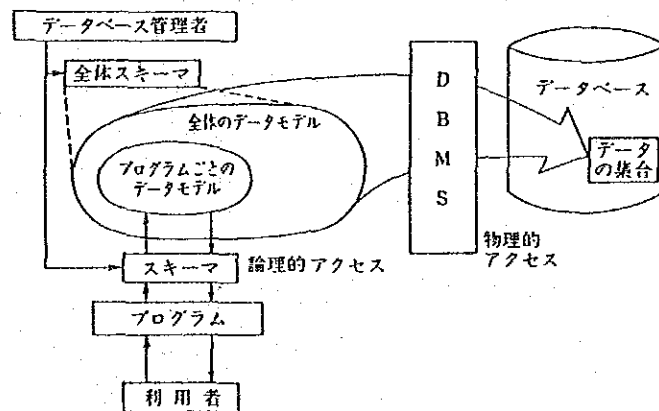 データベース管理者
全体スキーマ
全体のデータモデル
プログラムごとの
データモデル
スキーマ
論理的アクセス
プログラム
利用者
D
B
M
S
物理的
アクセス
データベース
データ
の集合